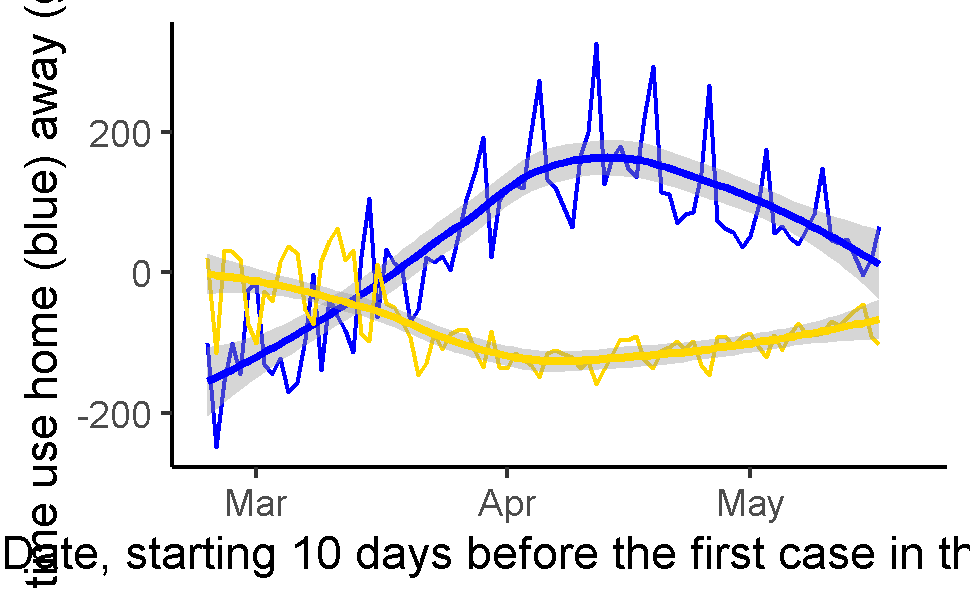 time use home (blue) away (
200
0
-200
Mar
Apr
May
Date, starting 10 days before the first case in th